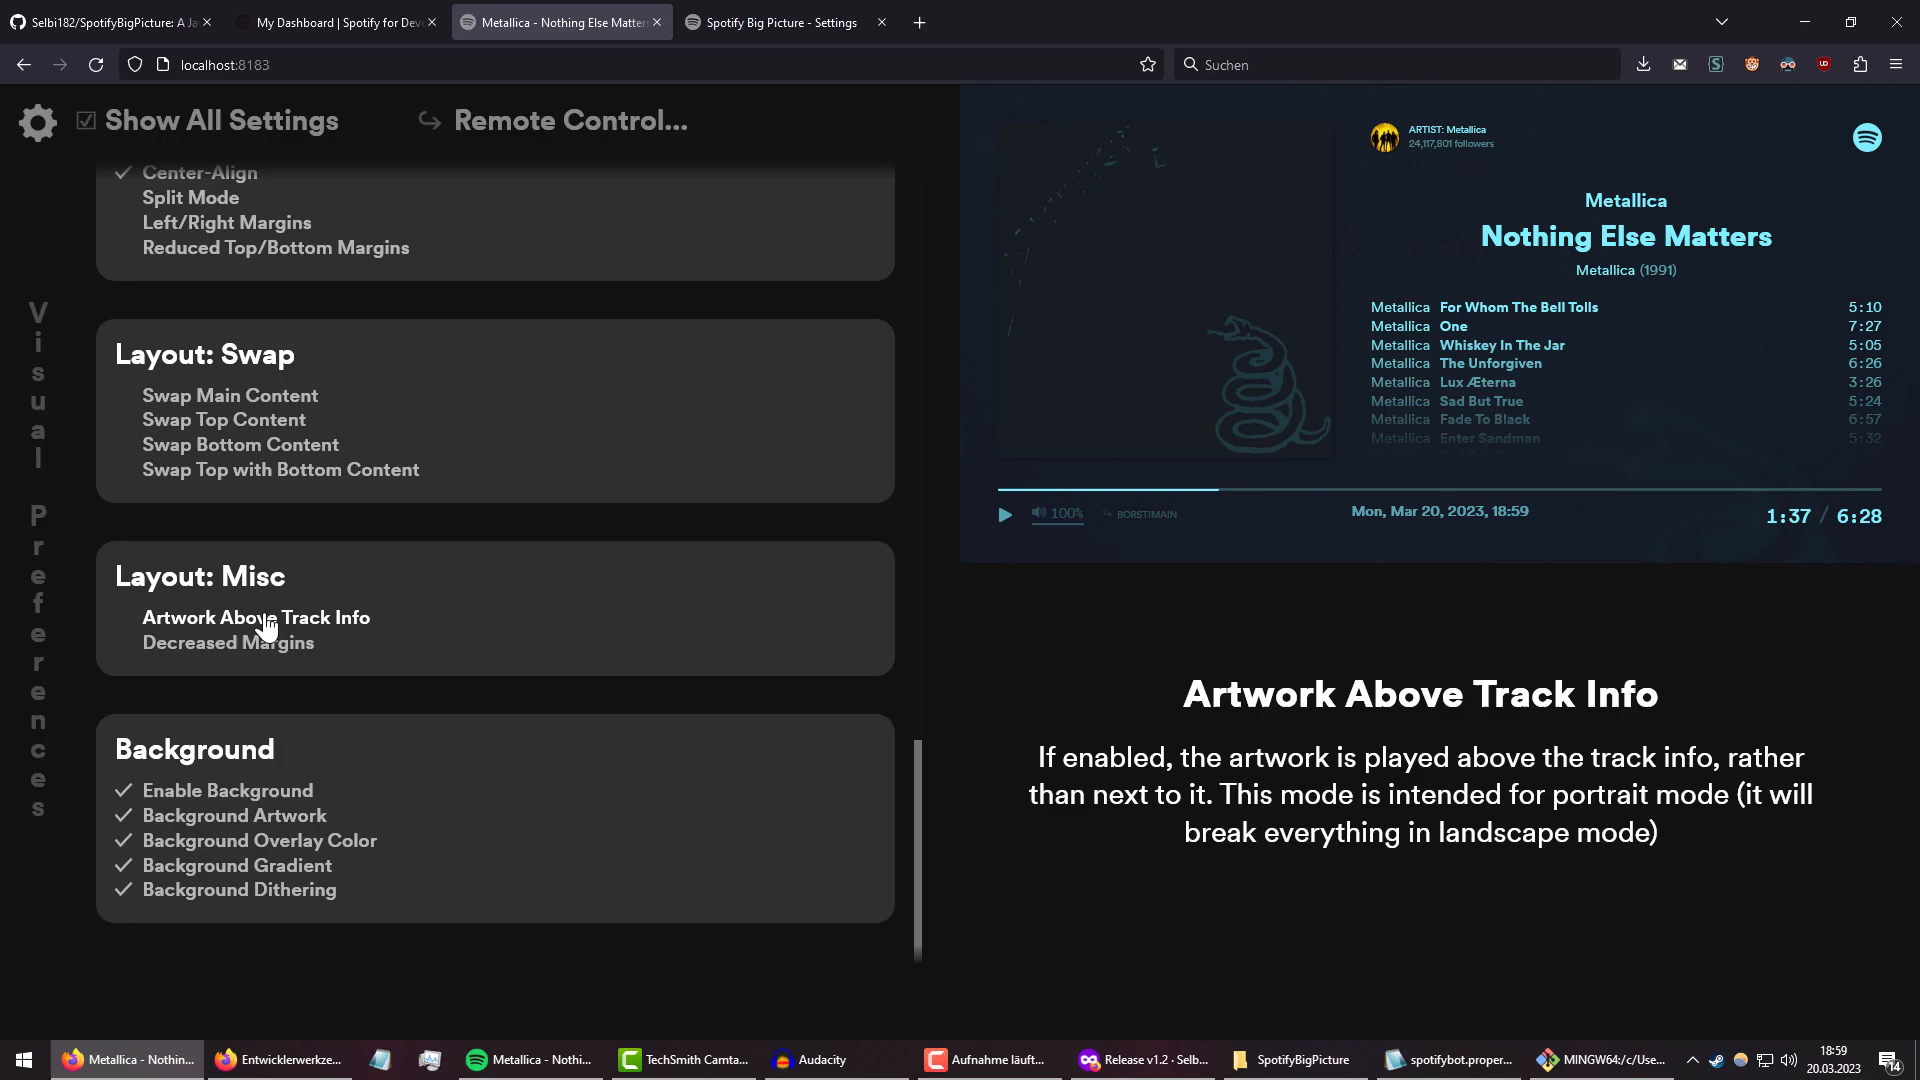 Selbi182/SpotifyBigPicture: A Ja
My Dashboard | Spotify for Deve
Metallica - Nothing Else Matter
Spotify Big Picture - Settings
localhost:8183
Suchen
Show All Settings
Remote Control...
Visual Preferences
Center-Align
Split Mode
Left/Right Margins
Reduced Top/Bottom Margins
Layout: Swap
Swap Main Content
Swap Top Content
Swap Bottom Content
Swap Top with Bottom Content
Layout: Misc
Artwork Above Track Info
Decreased Margins
Background
Enable Background
Background Artwork
Background Overlay Color
Background Gradient
Background Dithering
ARTIST: Metallica
24,117,801 followers
Metallica
Nothing Else Matters
Metallica (1991)
Metallica For Whom The Bell Tolls 5:10
Metallica One 7:27
Metallica Whiskey In The Jar 5:05
Metallica The Unforgiven 6:26
Metallica Lux Æterna 3:26
Metallica Sad But True 5:24
Metallica Fade To Black 6:57
Metallica Enter Sandman 5:32
100% BORSTIMAIN
Mon, Mar 20, 2023, 18:59
1:37 / 6:28
Artwork Above Track Info
If enabled, the artwork is played above the track info, rather
than next to it. This mode is intended for portrait mode (it will
break everything in landscape mode)
Metallica - Nothin...
Entwicklerwerkze...
Metallica - Nothi...
TechSmith Camta...
Audacity
Aufnahme läuft...
Release v1.2 · Selb...
SpotifyBigPicture
spotifybot.proper...
MINGW64:/c/Use...
18:59
20.03.2023
14